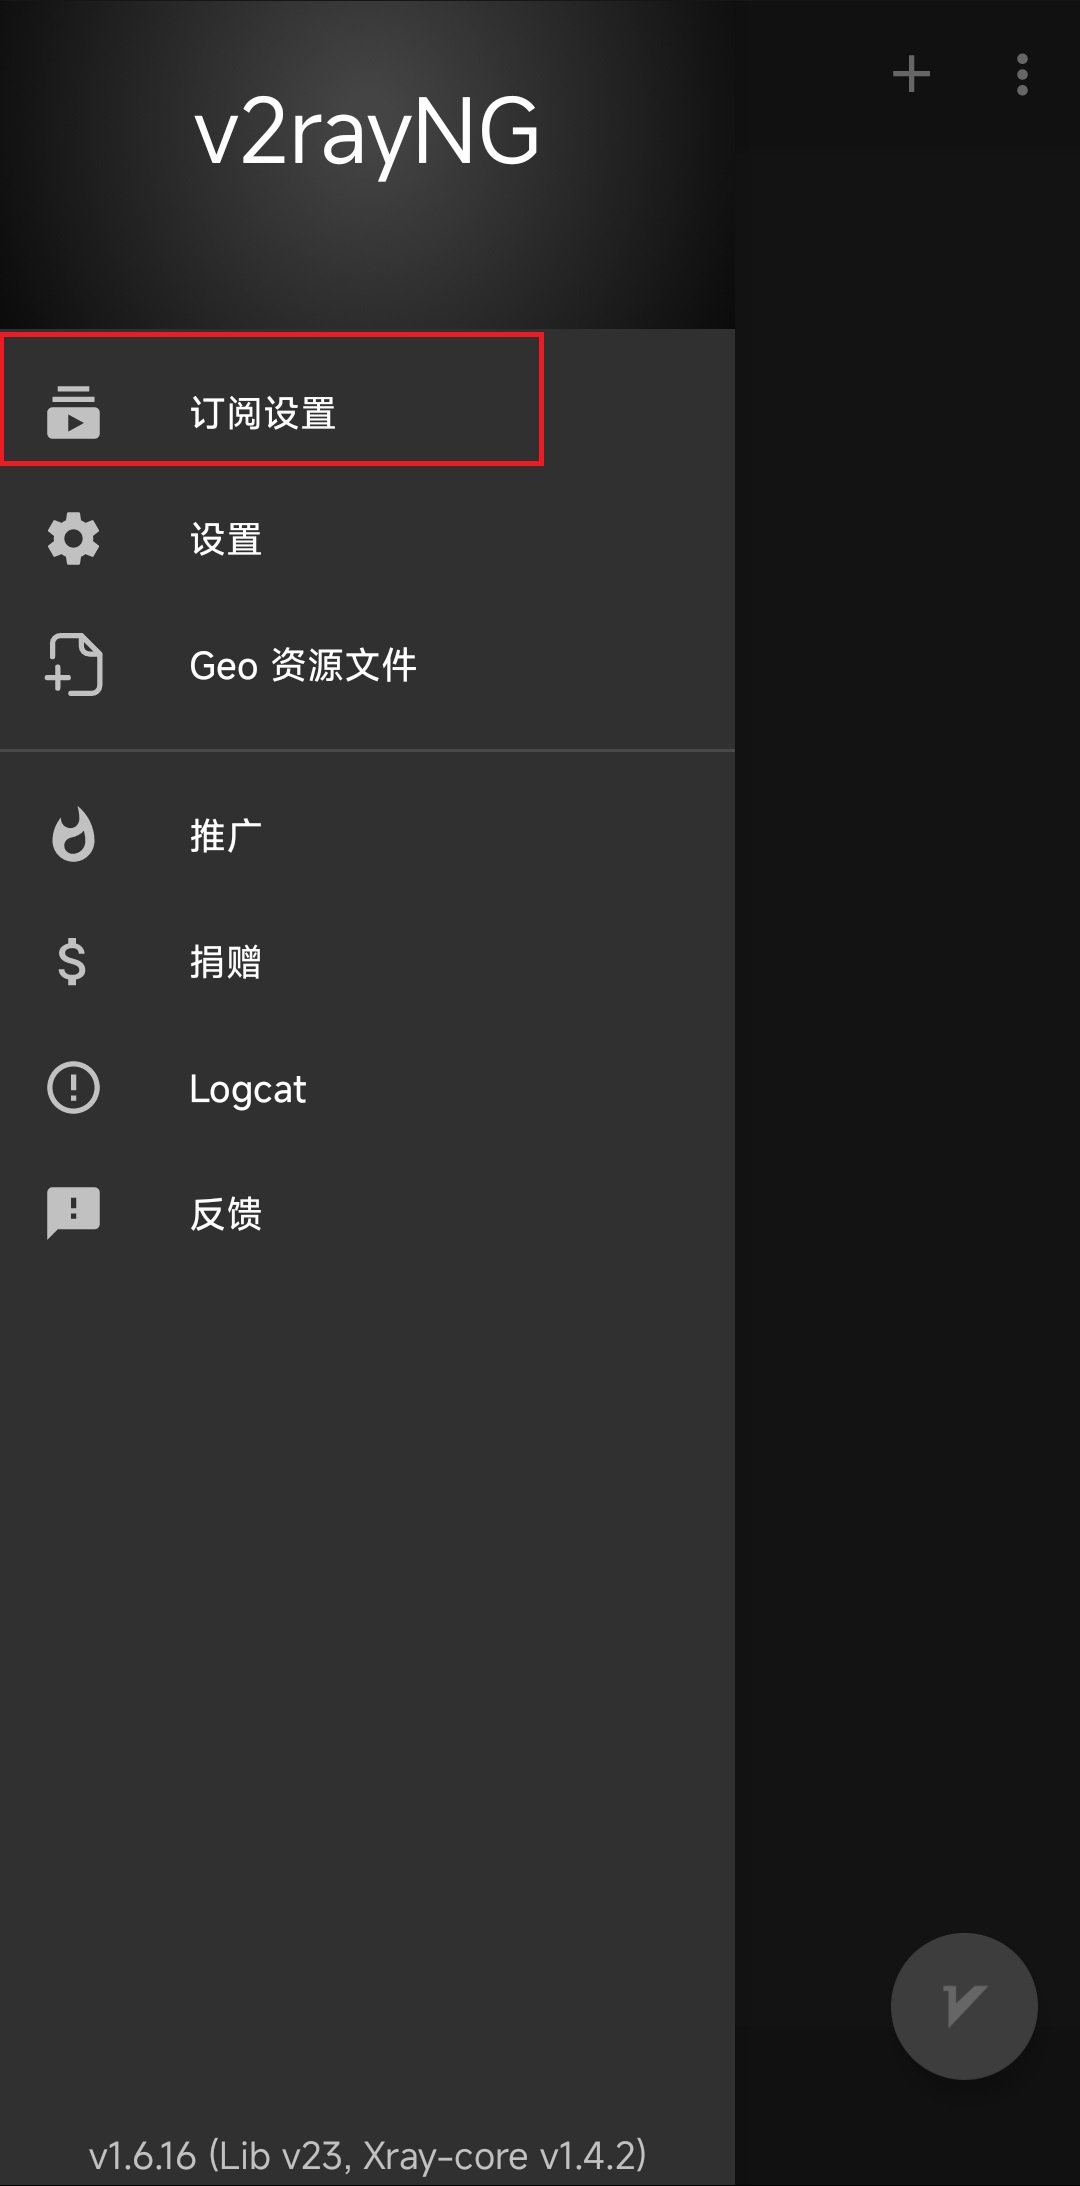 v2rayNG
订阅设置
设置
Geo 资源文件
推广
捐赠
Logcat
反馈
v1.6.16 (Lib v23, Xray-core v1.4.2)